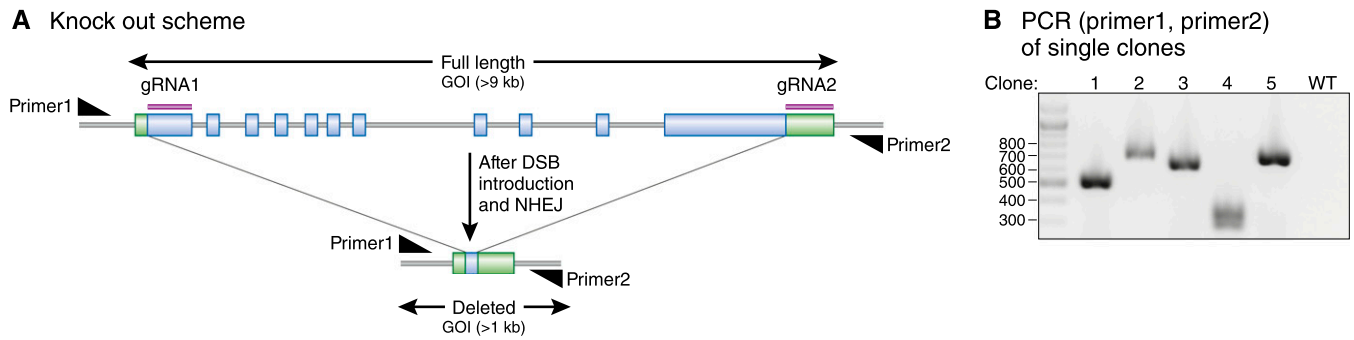 A Knock out scheme
Full length
GOI (>9 kb)
gRNA1
gRNA2
Primer1
Primer2
After DSB
introduction
and NHEJ
Primer1
Primer2
Deleted
GOI (>1 kb)
B PCR (primer1, primer2)
of single clones
Clone: 1 2 3 4 5 WT
800
700
600
500
400
300